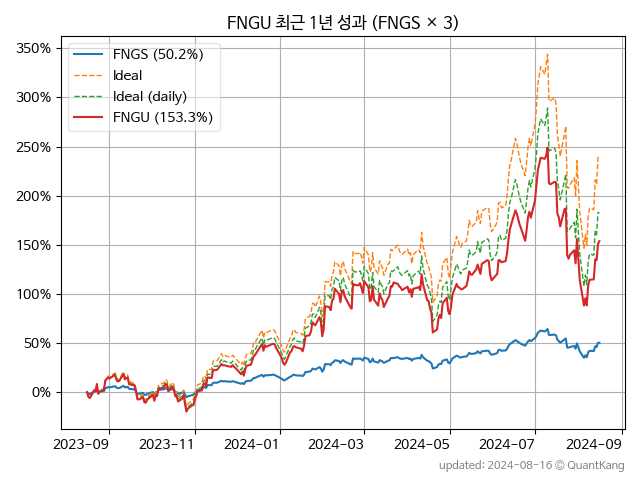 FNGU 최근 1년 성과 (FNGS × 3)
350%
300%
250%
200%
150%
100%
50%
0%
FNGS (50.2%)
Ideal
Ideal (daily)
FNGU (153.3%)
2023-09 2023-11 2024-01 2024-03 2024-05 2024-07 2024-09
updated: 2024-08-16 © QuantKang